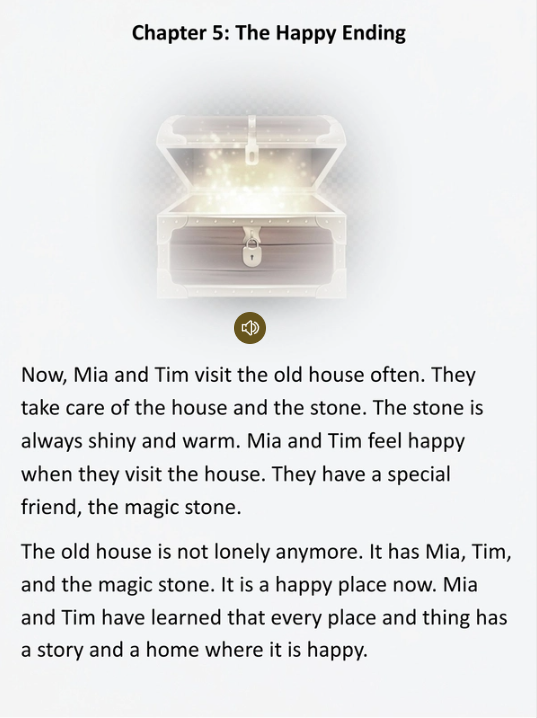 Chapter 5: The Happy Ending
Now, Mia and Tim visit the old house often. They
take care of the house and the stone. The stone is
always shiny and warm. Mia and Tim feel happy
when they visit the house. They have a special
friend, the magic stone.
The old house is not lonely anymore. It has Mia, Tim,
and the magic stone. It is a happy place now. Mia
and Tim have learned that every place and thing has
a story and a home where it is happy.